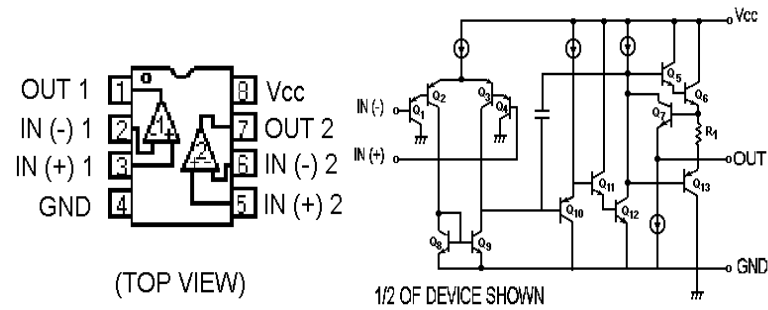 OUT 1
1
8
Vcc
IN (-) 1
2
1
7
OUT 2
IN (+) 1
3
2
6
IN (-) 2
GND
4
5
IN (+) 2
(TOP VIEW)
Vcc
Q5
Q6
Q2
Q3
Q4
Q1
IN (-)
Q7
R1
IN (+)
OUT
Q11
Q13
Q10
Q12
Q8
Q9
GND
1/2 OF DEVICE SHOWN